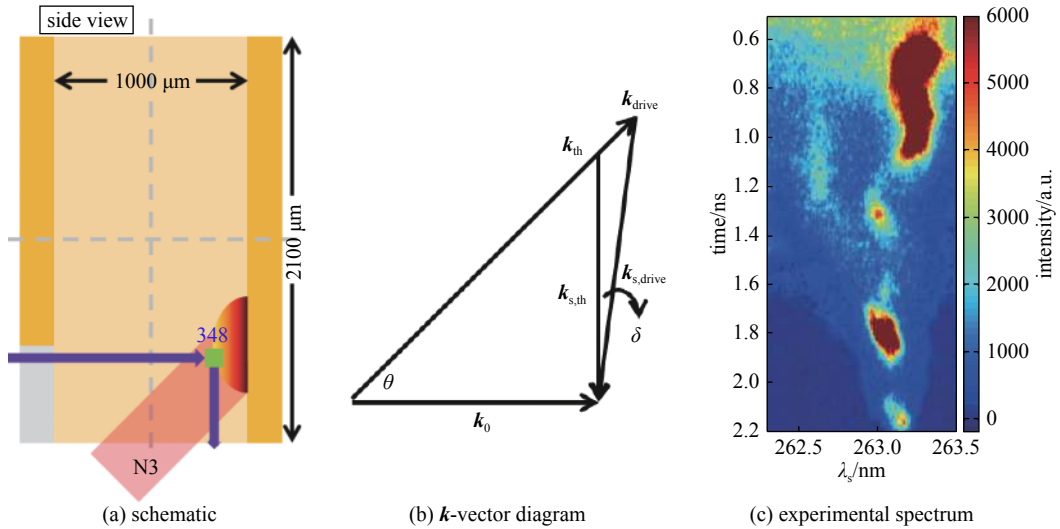 side view
1000 μm
2100 μm
348
N3
(a) schematic
k_drive
k_th
k_s,drive
k_s,th
δ
θ
k_0
(b) k-vector diagram
0.6
0.8
1.0
1.2
1.4
1.6
1.8
2.0
2.2
time/ns
262.5 263.0 263.5
λ_s/nm
6000
5000
4000
3000
2000
1000
0
intensity/a.u.
(c) experimental spectrum